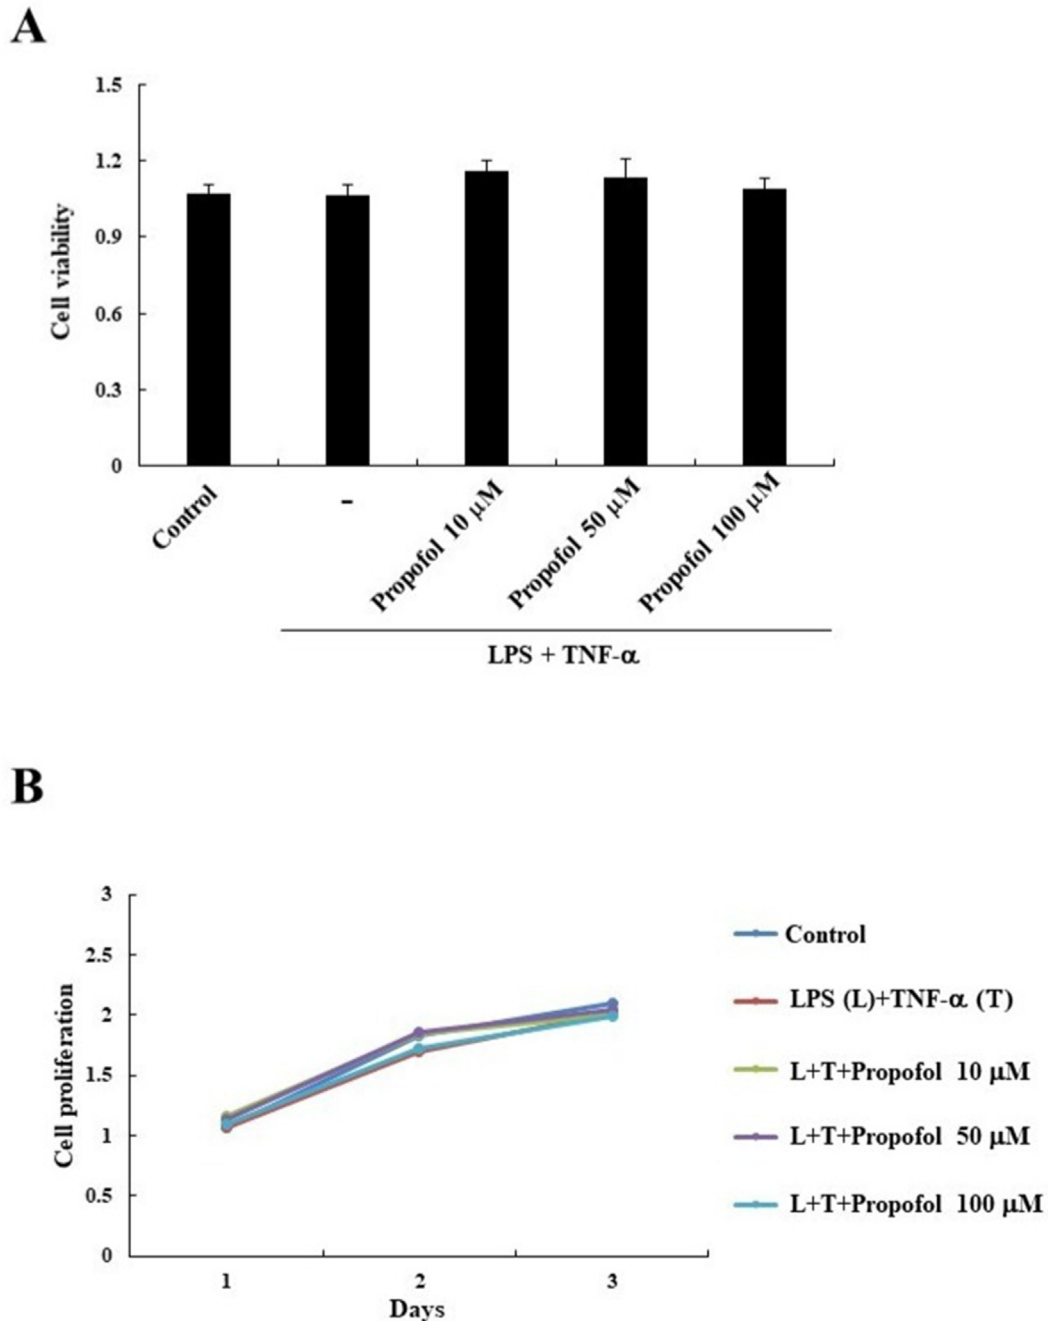 A
1.5
1.2
0.9
0.6
0.3
0
Cell viability
Control
-
Propofol 10 μM
Propofol 50 μM
Propofol 100 μM
LPS + TNF-α
B
3
2.5
2
1.5
1
0.5
0
Cell proliferation
1 2 3
Days
Control
LPS (L)+TNF-α (T)
L+T+Propofol 10 μM
L+T+Propofol 50 μM
L+T+Propofol 100 μM